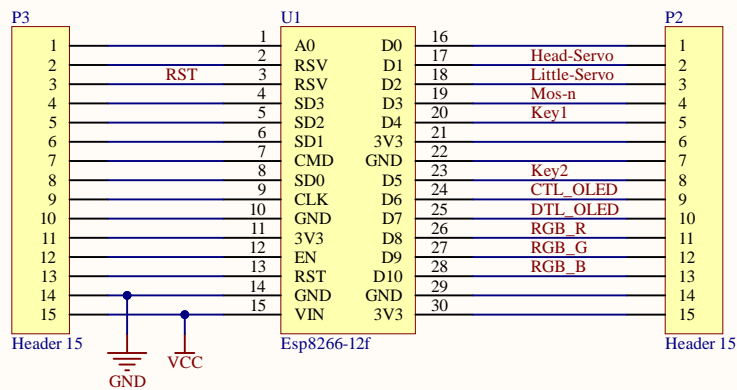 P3 U1 P2
1 1 A0 D0 16 1
2 2 RSV D1 17 Head-Servo 2
3 RST 3 RSV D2 18 Little-Servo 3
4 4 SD3 D3 19 Mos-n 4
5 5 SD2 D4 20 Key1 5
6 6 SD1 3V3 21 6
7 7 CMD GND 22 7
8 8 SD0 D5 23 Key2 8
9 9 CLK D6 24 CTL_OLED 9
10 10 GND D7 25 DTL_OLED 10
11 11 3V3 D8 26 RGB_R 11
12 12 EN D9 27 RGB_G 12
13 13 RST D10 28 RGB_B 13
14 14 GND GND 29 14
15 15 VIN 3V3 30 15
Header 15 Esp8266-12f Header 15
VCC
GND